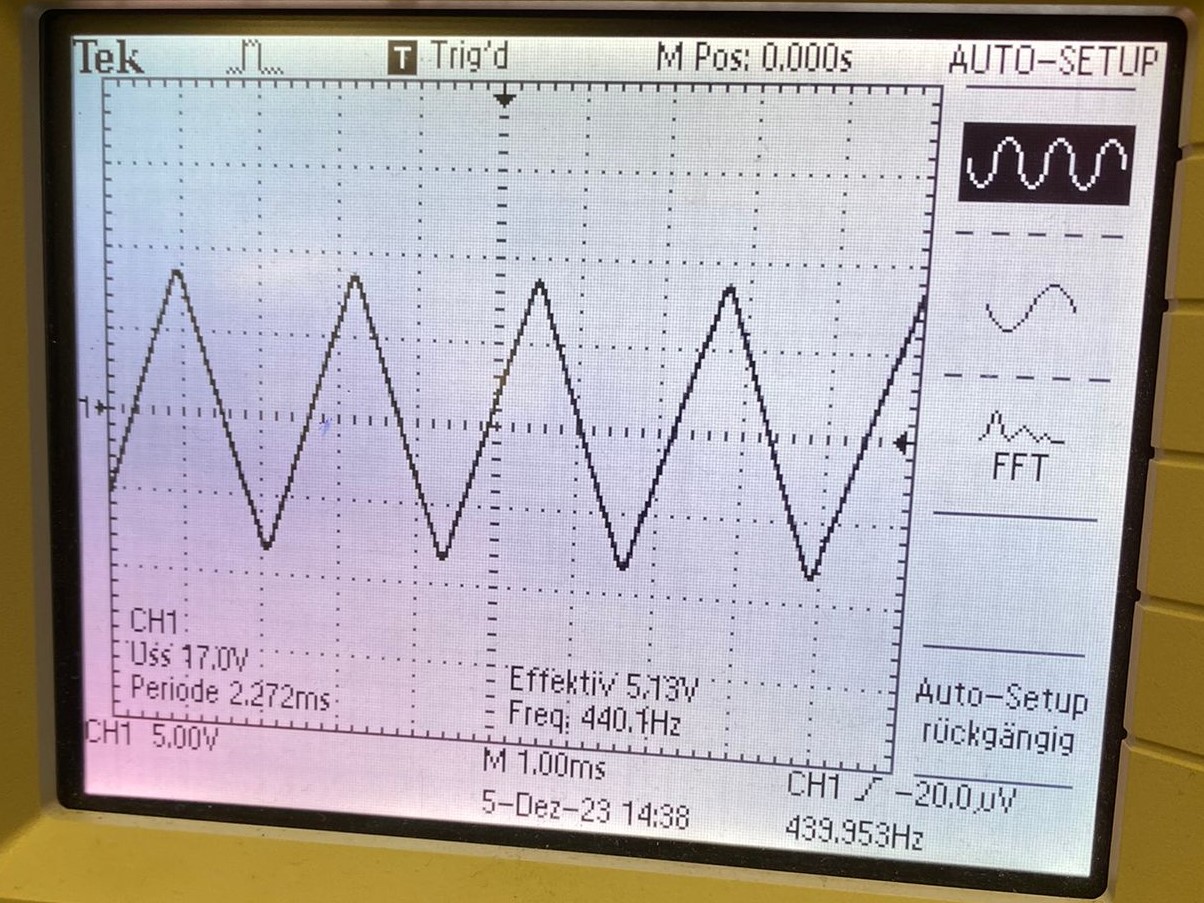 Tek T Trig'd M Pos: 0.000s AUTO-SETUP
1
FFT
CH1:
Uss 17.0V
Periode 2.272ms
Effektiv 5.13V
Freq: 440.1Hz
Auto-Setup
rückgängig
CH1 5.00V
M 1.00ms
CH1 -20.0µV
5-Dez-23 14:38
439.953Hz